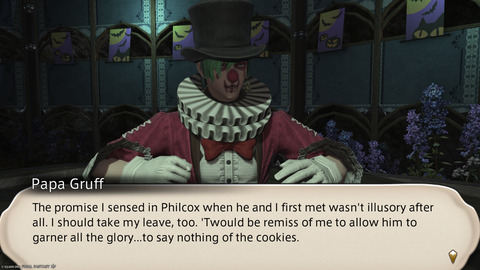 Papa Gruff
The promise I sensed in Philcox when he and I first met wasn't illusory after
all. I should take my leave, too. 'Twould be remiss of me to allow him to
garner all the glory...to say nothing of the cookies.